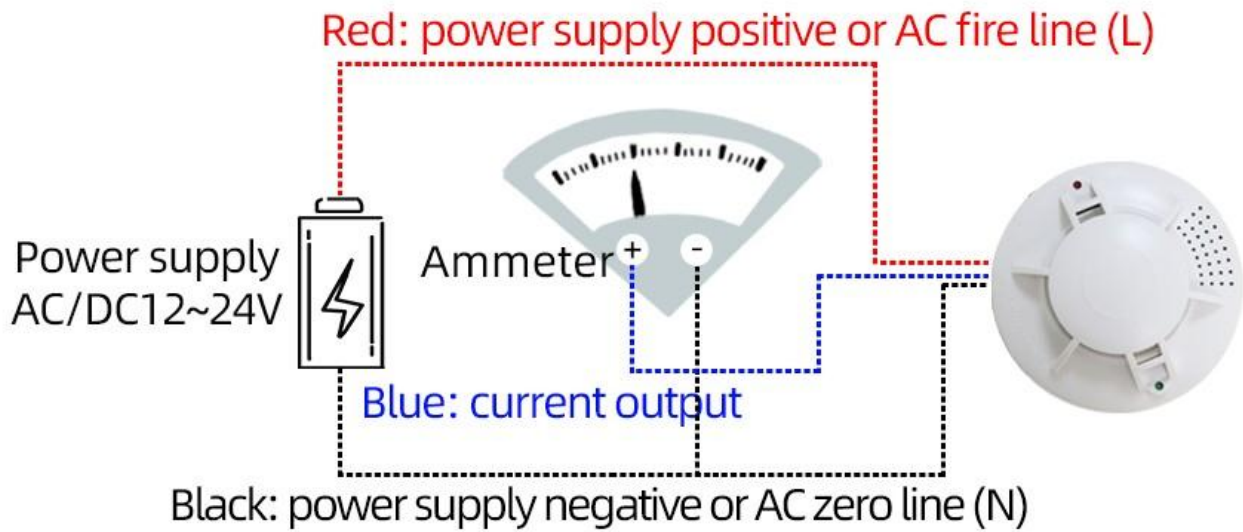 Red: power supply positive or AC fire line (L)
Power supply
AC/DC12~24V
Ammeter
+
-
Blue: current output
Black: power supply negative or AC zero line (N)